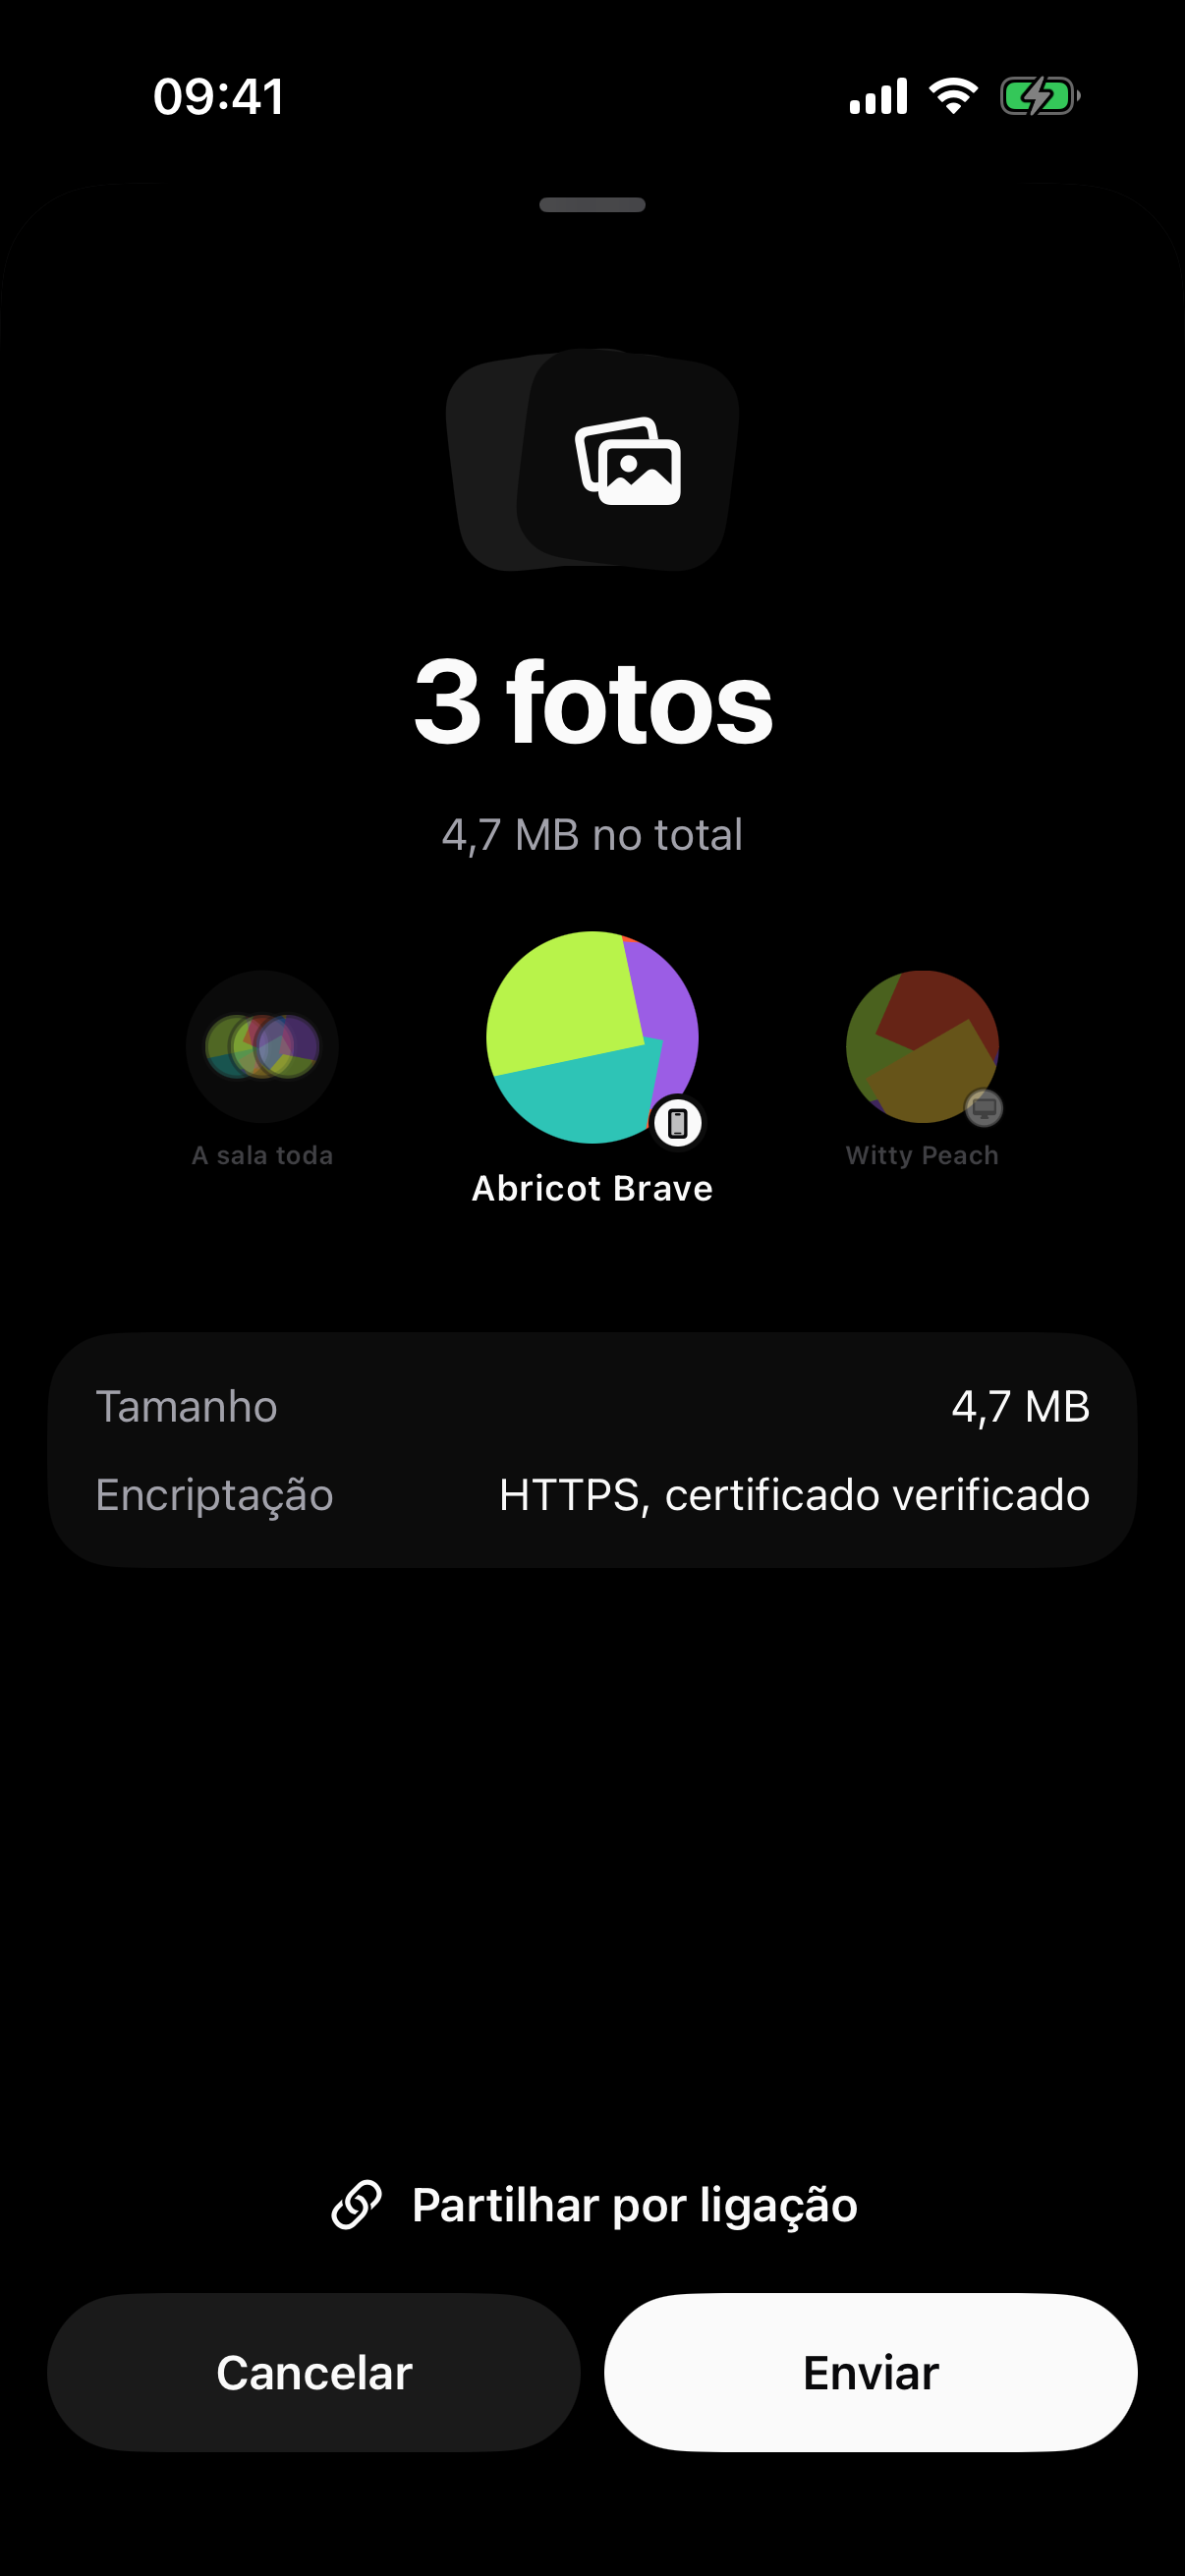 09:41
3 fotos
4,7 MB no total
A sala toda
Abricot Brave
Witty Peach
Tamanho 4,7 MB
Encriptação HTTPS, certificado verificado
Partilhar por ligação
Cancelar Enviar